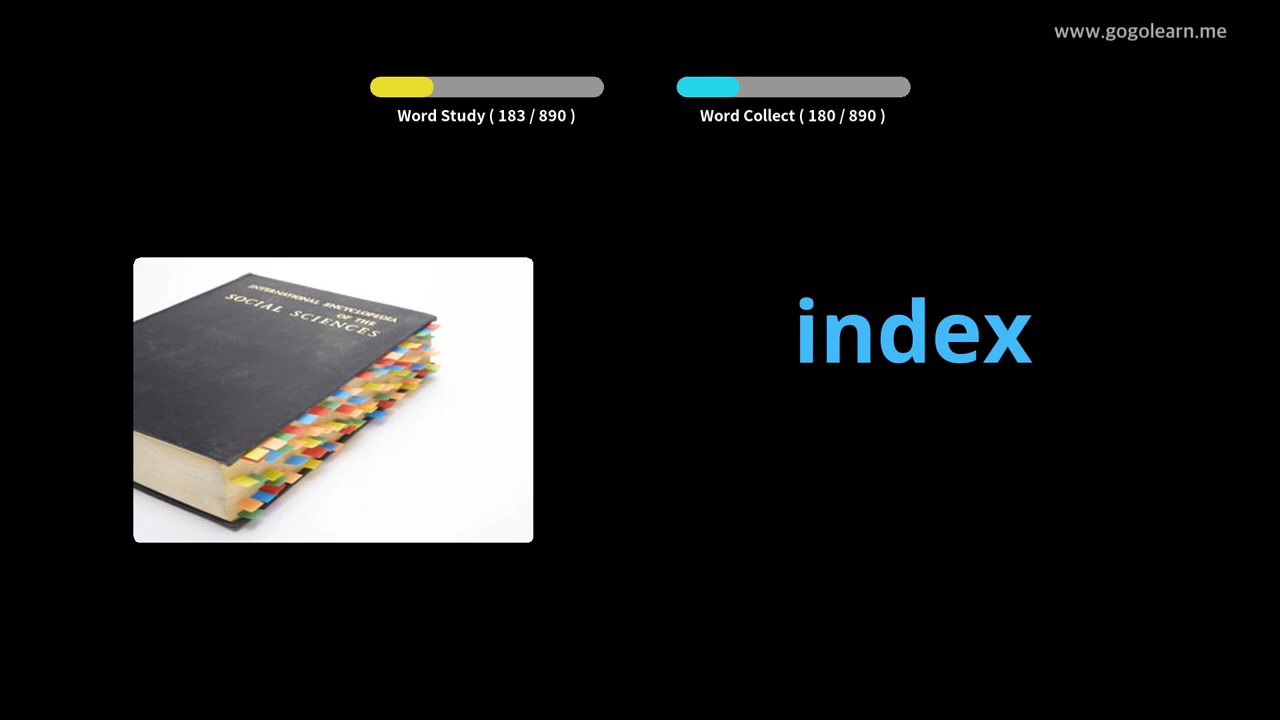 www.gogolearn.me
Word Study ( 183 / 890 )
Word Collect ( 180 / 890 )
INTERNATIONAL ENCYCLOPEDIA
OF THE
SOCIAL SCIENCES
index